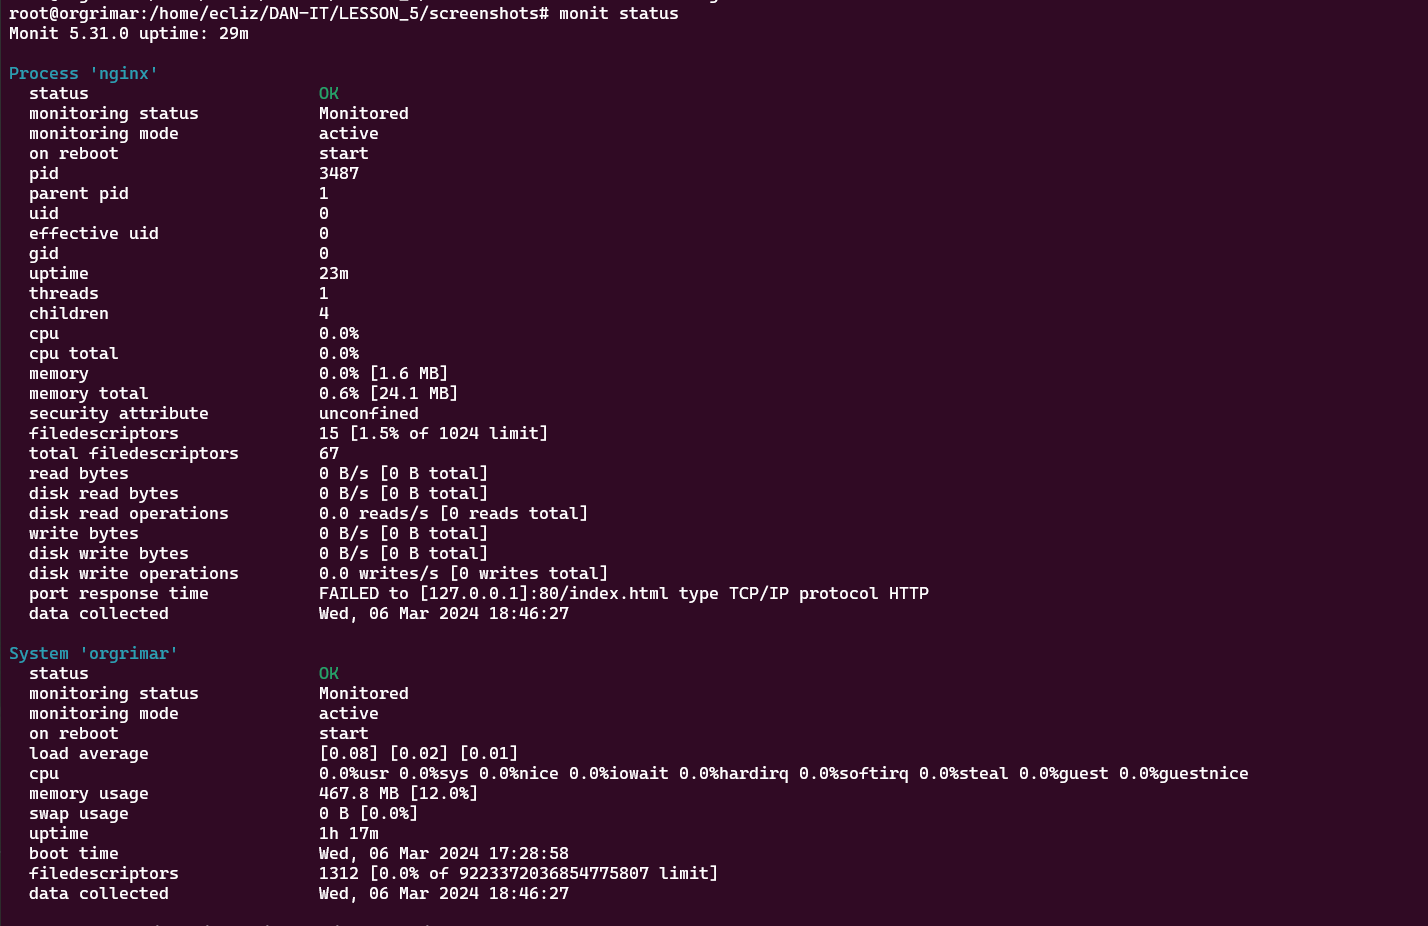 root@orgrimar:/home/ecliz/DAN-IT/LESSON_5/screenshots# monit status
Monit 5.31.0 uptime: 29m
Process 'nginx'
status OK
monitoring status Monitored
monitoring mode active
on reboot start
pid 3487
parent pid 1
uid 0
effective uid 0
gid 0
uptime 23m
threads 1
children 4
cpu 0.0%
cpu total 0.0%
memory 0.0% [1.6 MB]
memory total 0.6% [24.1 MB]
security attribute unconfined
filedescriptors 15 [1.5% of 1024 limit]
total filedescriptors 67
read bytes 0 B/s [0 B total]
disk read bytes 0 B/s [0 B total]
disk read operations 0.0 reads/s [0 reads total]
write bytes 0 B/s [0 B total]
disk write bytes 0 B/s [0 B total]
disk write operations 0.0 writes/s [0 writes total]
port response time FAILED to [127.0.0.1]:80/index.html type TCP/IP protocol HTTP
data collected Wed, 06 Mar 2024 18:46:27
System 'orgrimar'
status OK
monitoring status Monitored
monitoring mode active
on reboot start
load average [0.08] [0.02] [0.01]
cpu 0.0%usr 0.0%sys 0.0%nice 0.0%iowait 0.0%hardirq 0.0%softirq 0.0%steal 0.0%guest 0.0%guestnice
memory usage 467.8 MB [12.0%]
swap usage 0 B [0.0%]
uptime 1h 17m
boot time Wed, 06 Mar 2024 17:28:58
filedescriptors 1312 [0.0% of 9223372036854775807 limit]
data collected Wed, 06 Mar 2024 18:46:27